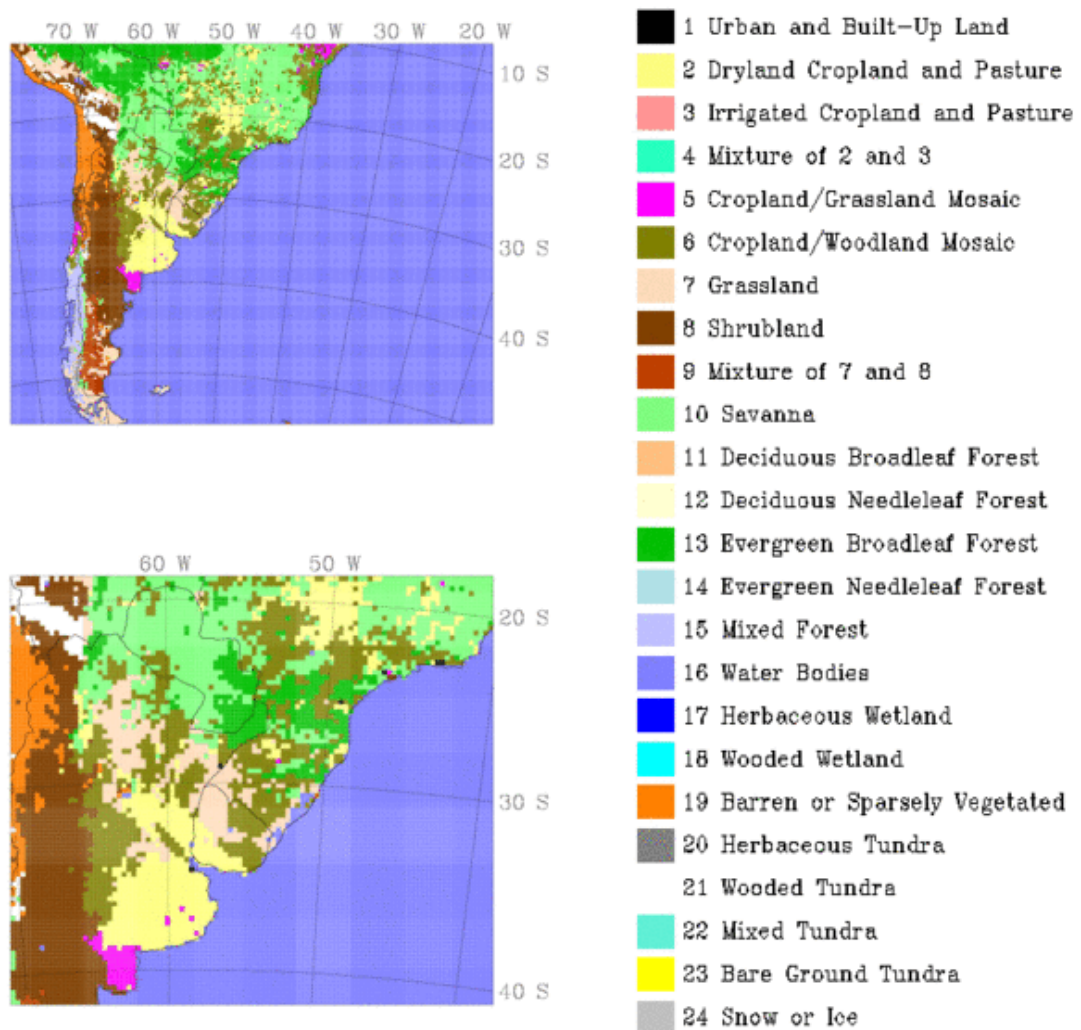 70 W 60 W 50 W 40 W 30 W 20 W
10 S
20 S
30 S
40 S
60 W 50 W
20 S
30 S
40 S
1 Urban and Built-Up Land
2 Dryland Cropland and Pasture
3 Irrigated Cropland and Pasture
4 Mixture of 2 and 3
5 Cropland/Grassland Mosaic
6 Cropland/Woodland Mosaic
7 Grassland
8 Shrubland
9 Mixture of 7 and 8
10 Savanna
11 Deciduous Broadleaf Forest
12 Deciduous Needleleaf Forest
13 Evergreen Broadleaf Forest
14 Evergreen Needleleaf Forest
15 Mixed Forest
16 Water Bodies
17 Herbaceous Wetland
18 Wooded Wetland
19 Barren or Sparsely Vegetated
20 Herbaceous Tundra
21 Wooded Tundra
22 Mixed Tundra
23 Bare Ground Tundra
24 Snow or Ice